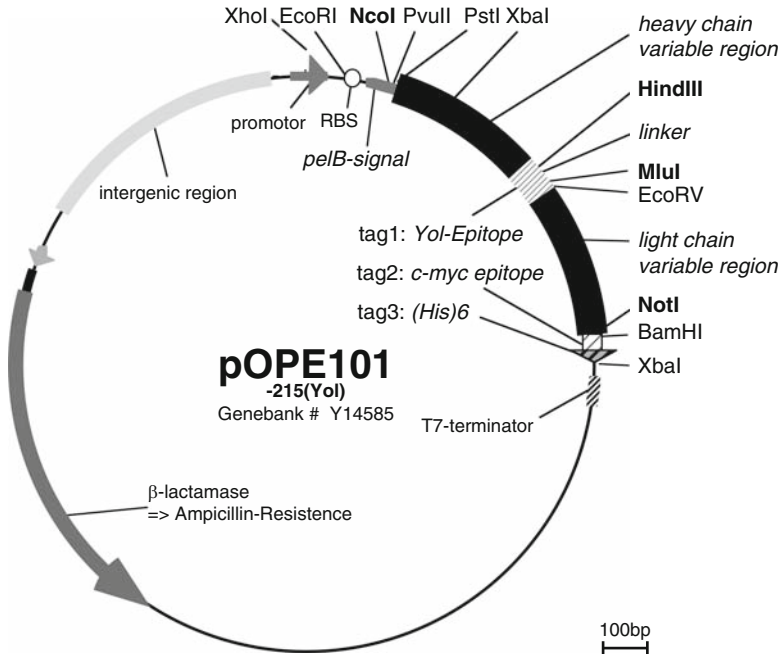 XhoI EcoRI NcoI PvuII PstI XbaI
heavy chain
variable region
HindIII
linker
MluI
EcoRV
light chain
variable region
NotI
BamHI
XbaI
promotor
RBS
pelB-signal
intergenic region
tag1: Yol-Epitope
tag2: c-myc epitope
tag3: (His)6
pOPE101
-215(Yol)
Genebank # Y14585
T7-terminator
β-lactamase
=> Ampicillin-Resistence
100bp